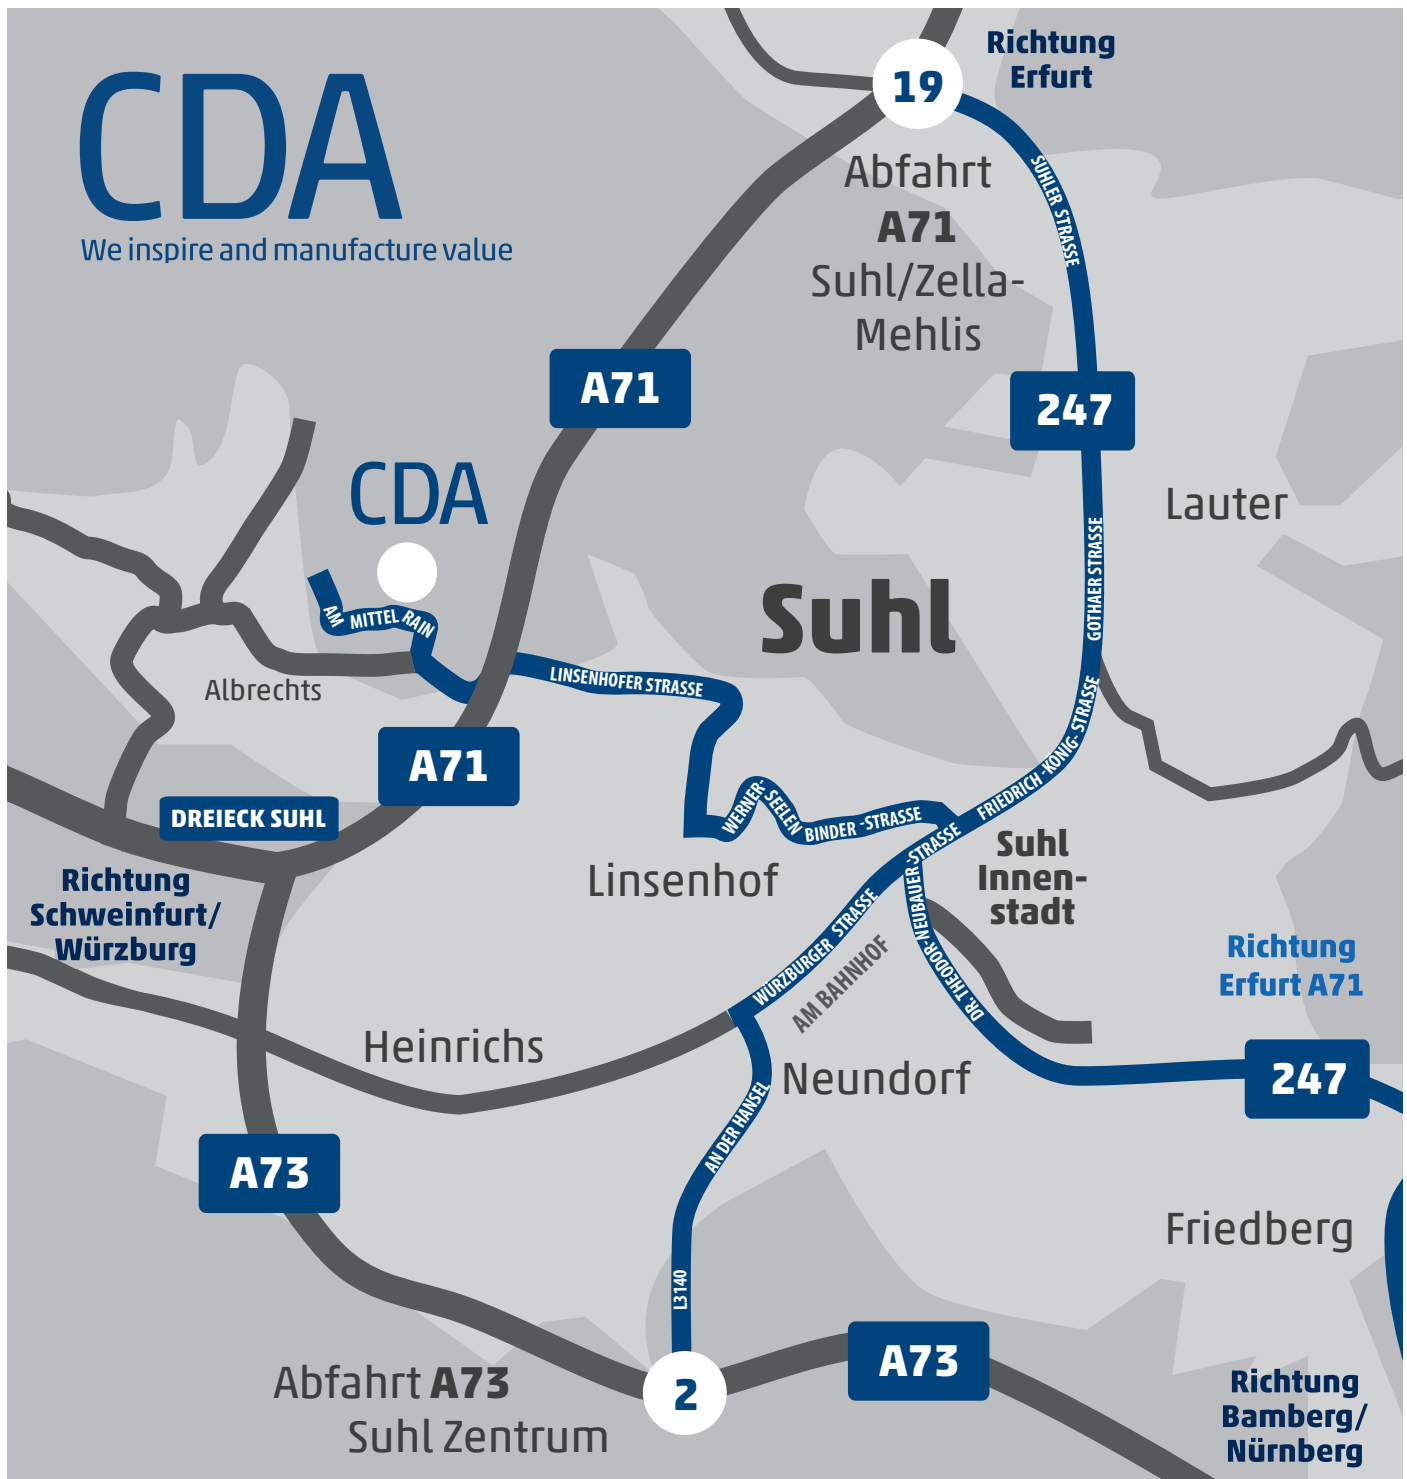 CDA
We inspire and manufacture value
19
Richtung
Erfurt
Abfahrt
A71
Suhl/Zella-
Mehlis
SUHLER STRASSE
A71
247
Lauter
CDA
GOTHAER STRASSE
Suhl
AM MITTEL RAIN
Albrechts
LINSENHOFER STRASSE
A71
FRIEDRICH-KÖNIG-STRASSE
DREIECK SUHL
WERNER-SEELENBINDER-STRASSE
Linsenhof
Suhl
Innen-
stadt
Richtung
Schweinfurt/
Würzburg
WÜRZBURGER STRASSE
DR. THEODOR-NEUBAUER-STRASSE
AM BAHNHOF
Richtung
Erfurt A71
Heinrichs
Neundorf
247
AN DER HANSEL
A73
Friedberg
L3140
A73
Abfahrt A73
Suhl Zentrum
2
Richtung
Bamberg/
Nürnberg